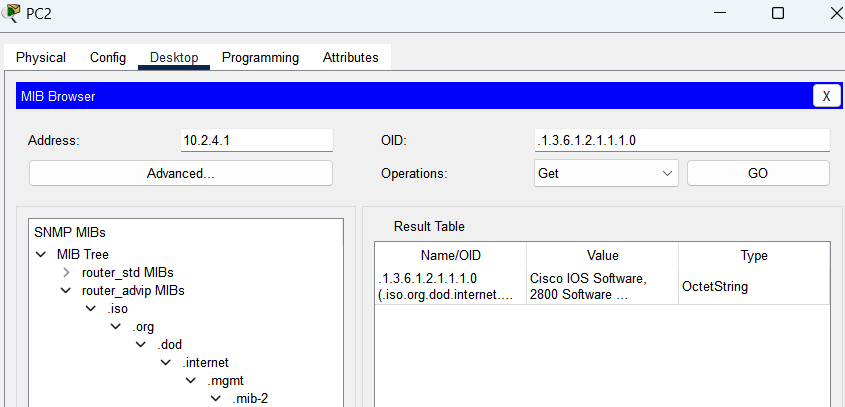 PC2
Physical Config Desktop Programming Attributes
MIB Browser X
Address: 10.2.4.1 OID: .1.3.6.1.2.1.1.1.0
Advanced... Operations: Get GO
SNMP MIBs
MIB Tree
router_std MIBs
router_advip MIBs
.iso
.org
.dod
.internet
.mgmt
.mib-2
Result Table
Name/OID Value Type
.1.3.6.1.2.1.1.1.0 Cisco IOS Software, OctetString
(.iso.org.dod.internet.... 2800 Software ...